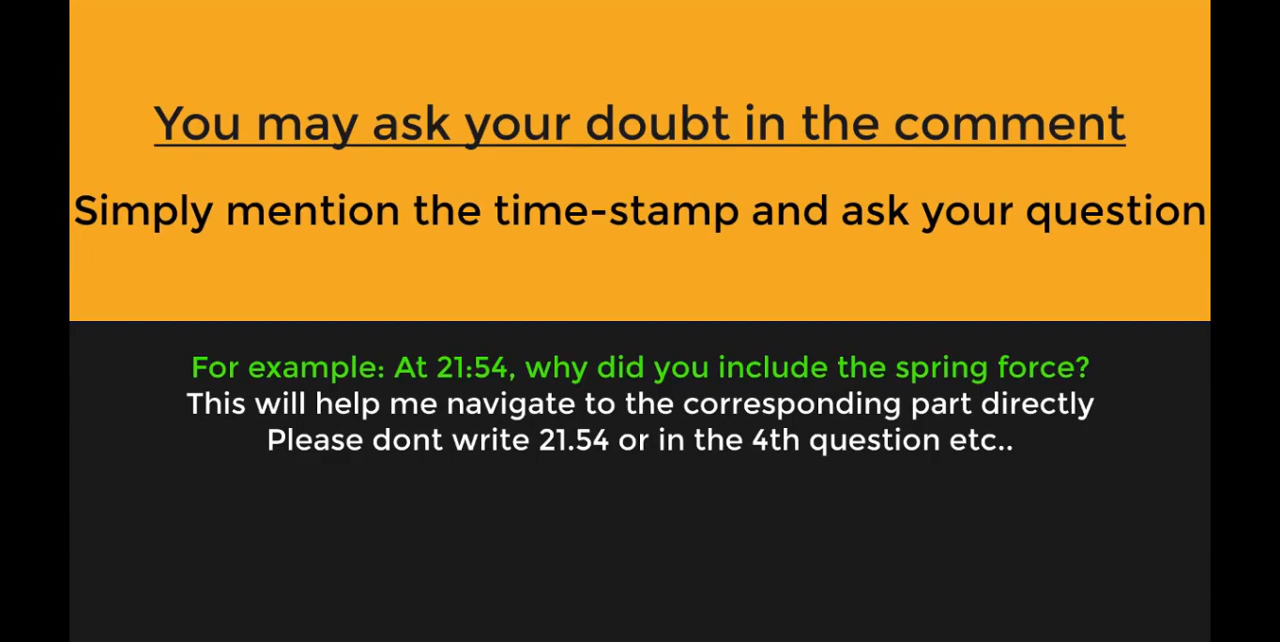 You may ask your doubt in the comment
Simply mention the time-stamp and ask your question
For example: At 21:54, why did you include the spring force?
This will help me navigate to the corresponding part directly
Please dont write 21.54 or in the 4th question etc..